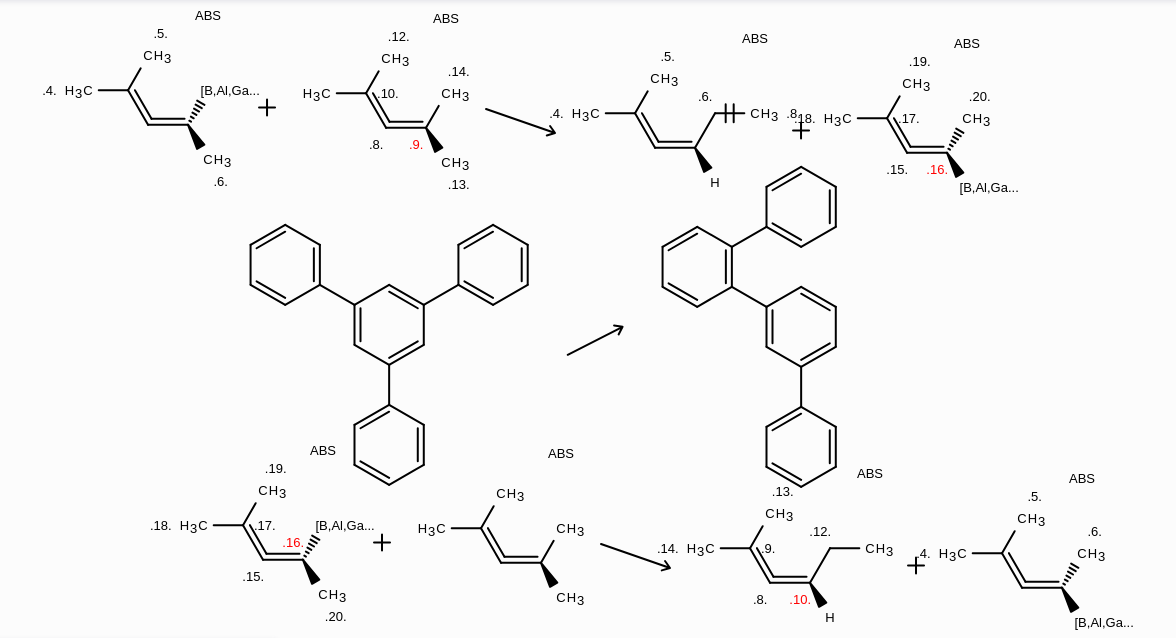 ABS
ABS
ABS
ABS
.5.
CH3
.4. H3C
[B,Al,Ga...
CH3
.6.
.12.
CH3
.14.
CH3
H3C
.10.
.8.
.9.
CH3
.13.
.5.
CH3
.6.
.4. H3C
CH3 .8.
H
.19.
CH3
.20.
CH3
.18. H3C
.17.
.15.
.16.
[B,Al,Ga...
ABS
ABS
ABS
ABS
.19.
CH3
.18. H3C
.17.
[B,Al,Ga...
.16.
.15.
CH3
.20.
CH3
H3C
CH3
CH3
.13.
CH3
.12.
.14. H3C
.9.
CH3
.8.
.10.
H
.5.
CH3
.6.
.4. H3C
CH3
[B,Al,Ga...